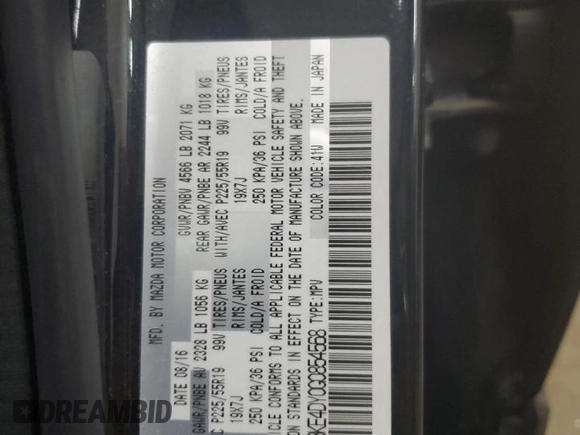 MFD. BY MAZDA MOTOR CORPORATION
DATE 08/16 GVWR/PNBV 4566 LB 2071 KG
GAWR/PNBE AV 2328 LB 1056 KG REAR GAWR/PNBE AR 2244 LB 1018 KG
P225/55R19 99V TIRES/PNEUS WITH/AVEC P225/55R19 99V TIRES/PNEUS
19X7J RIMS/JANTES 19X7J RIMS/JANTES
250 KPA/36 PSI COLD/A FROID 250 KPA/36 PSI COLD/A FROID
CONFORMS TO ALL APPLICABLE FEDERAL MOTOR VEHICLE SAFETY AND THEFT
STANDARDS IN EFFECT ON THE DATE OF MANUFACTURE SHOWN ABOVE.
TYPE:MPV COLOR CODE:41W MADE IN JAPAN
EPICVIN
DATABASE